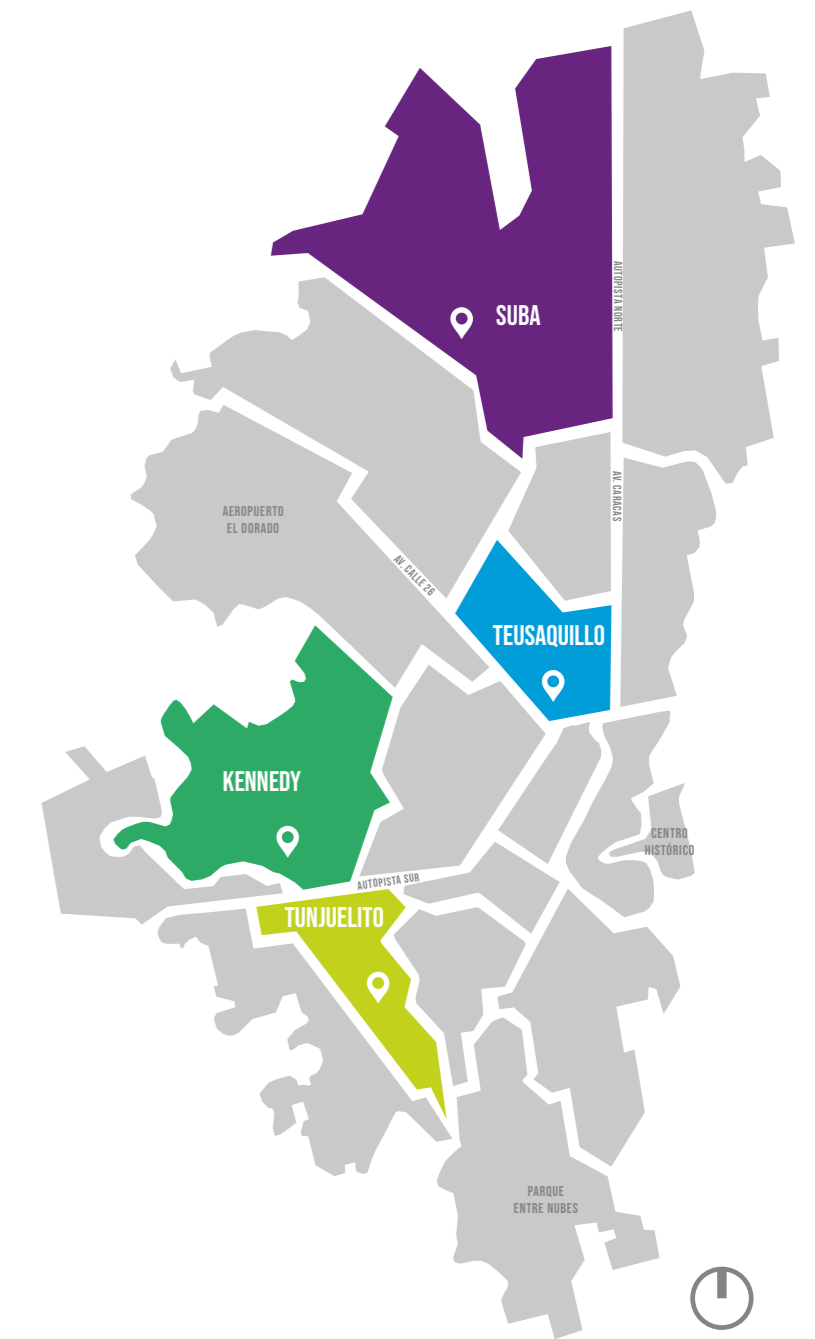 AUTOPISTA NORTE
SUBA
AV. CARACAS
AEROPUERTO
EL DORADO
AV. CALLE 26
TEUSAQUILLO
KENNEDY
CENTRO
HISTÓRICO
AUTOPISTA SUR
TUNJUELITO
PARQUE
ENTRE NUBES